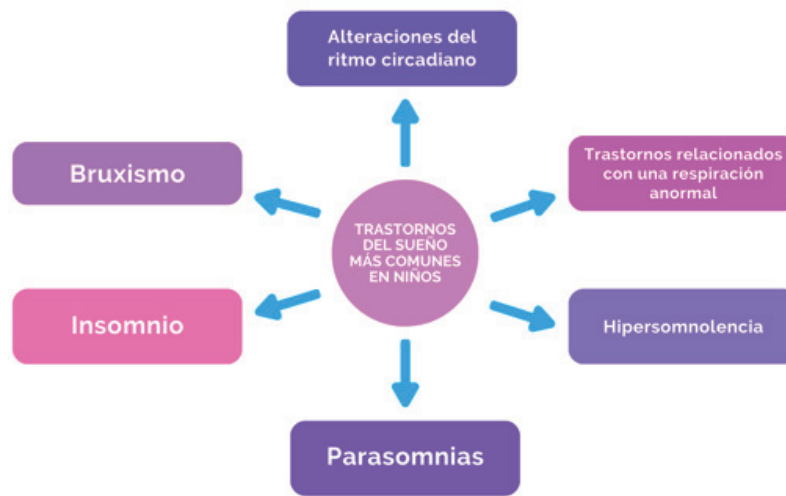 Alteraciones del
ritmo circadiano
Bruxismo
Trastornos relacionados
con una respiración
anormal
TRASTORNOS
DEL SUEÑO
MÁS COMUNES
EN NIÑOS
Insomnio
Hipersomnolencia
Parasomnias